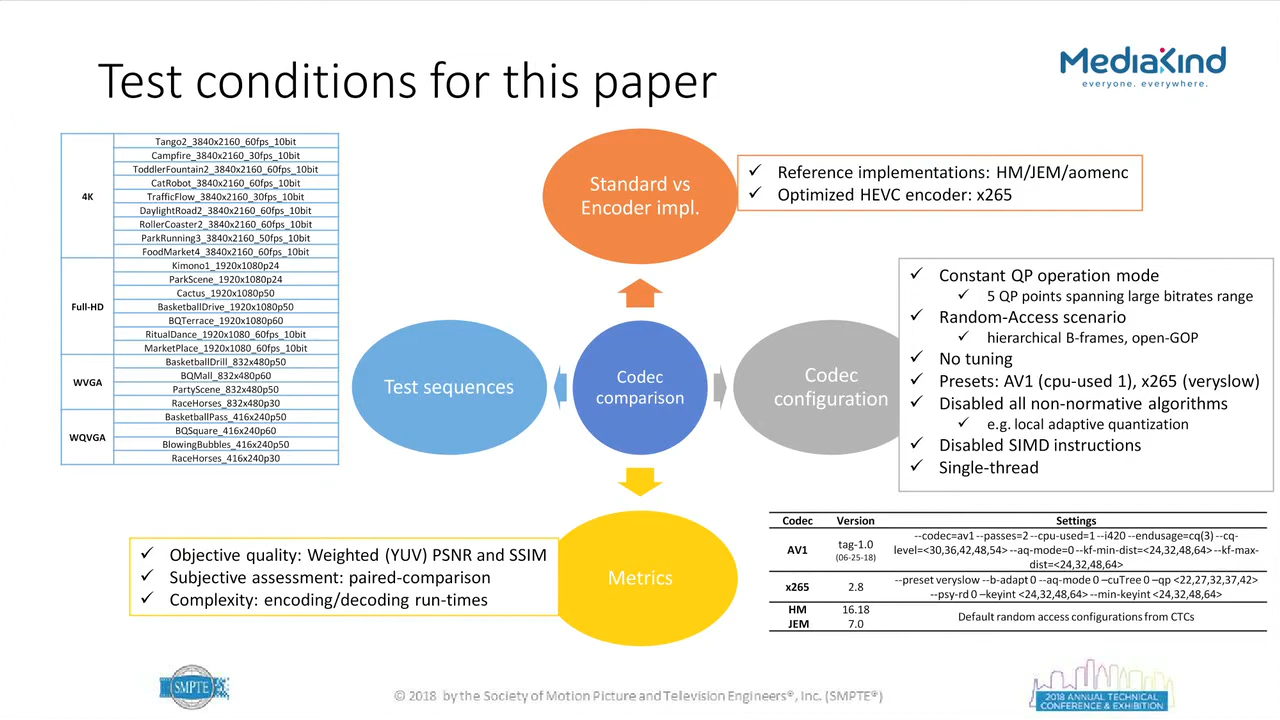 Test conditions for this paper
MEDIAKIND
everyone. everywhere.
4K
Tango2_3840x2160_60fps_10bit
Campfire_3840x2160_30fps_10bit
ToddlerFountain2_3840x2160_60fps_10bit
CatRobot_3840x2160_60fps_10bit
TrafficFlow_3840x2160_30fps_10bit
DaylightRoad2_3840x2160_60fps_10bit
RollerCoaster2_3840x2160_60fps_10bit
ParkRunning3_3840x2160_50fps_10bit
FoodMarket4_3840x2160_60fps_10bit
Full-HD
Kimono1_1920x1080p24
ParkScene_1920x1080p24
Cactus_1920x1080p50
BasketballDrive_1920x1080p50
BQTerrace_1920x1080p60
RitualDance_1920x1080_60fps_10bit
MarketPlace_1920x1080_60fps_10bit
WVGA
BasketballDrill_832x480p50
BQMall_832x480p60
PartyScene_832x480p50
RaceHorses_832x480p30
WQVGA
BasketballPass_416x240p50
BQSquare_416x240p60
BlowingBubbles_416x240p50
RaceHorses_416x240p30
Standard vs
Encoder impl.
✓ Reference implementations: HM/JEM/aomenc
✓ Optimized HEVC encoder: x265
Test sequences
Codec
comparison
Codec
configuration
✓ Constant QP operation mode
✓ 5 QP points spanning large bitrates range
✓ Random-Access scenario
✓ hierarchical B-frames, open-GOP
✓ No tuning
✓ Presets: AV1 (cpu-used 1), x265 (veryslow)
✓ Disabled all non-normative algorithms
✓ e.g. local adaptive quantization
✓ Disabled SIMD instructions
✓ Single-thread
Metrics
✓ Objective quality: Weighted (YUV) PSNR and SSIM
✓ Subjective assessment: paired-comparison
✓ Complexity: encoding/decoding run-times
Codec Version Settings
AV1 tag-1.0 (06-25-18)
--codec=av1 --passes=2 --cpu-used=1 --i420 --endusage=cq(3) --cq-
level=<30,36,42,48,54> --aq-mode=0 --kf-min-dist=<24,32,48,64> --kf-max-
dist=<24,32,48,64>
x265 2.8
--preset veryslow --b-adapt 0 --aq-mode 0 –cuTree 0 –qp <22,27,32,37,42>
--psy-rd 0 –keyint <24,32,48,64> --min-keyint <24,32,48,64>
HM 16.18
JEM 7.0
Default random access configurations from CTCs
SMPTE
© 2018 by the Society of Motion Picture and Television Engineers®, Inc. (SMPTE®)
2018 ANNUAL TECHNICAL
CONFERENCE & EXHIBITION